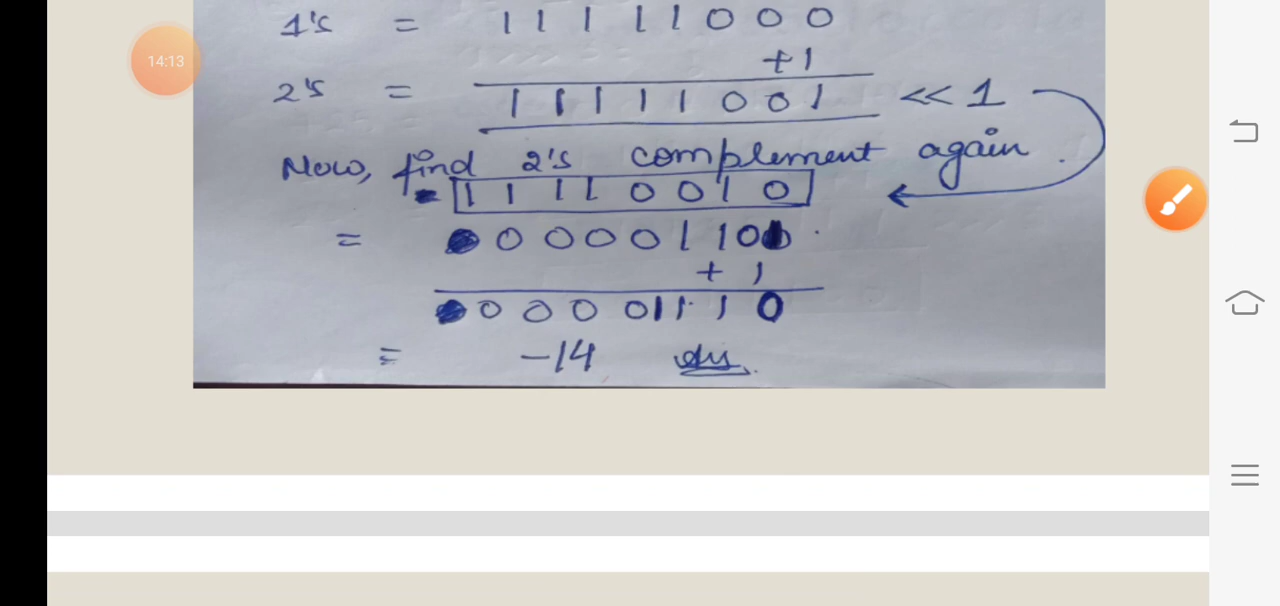 1's = 1 1 1 1 1 0 0 0
14:13
+1
2's = 1 1 1 1 1 0 0 1 << 1
Now, find 2's complement again.
1 1 1 1 0 0 1 0
= 0 0 0 0 1 1 0
+ 1
0 0 0 0 1 1 1 0
= -14 Ans.